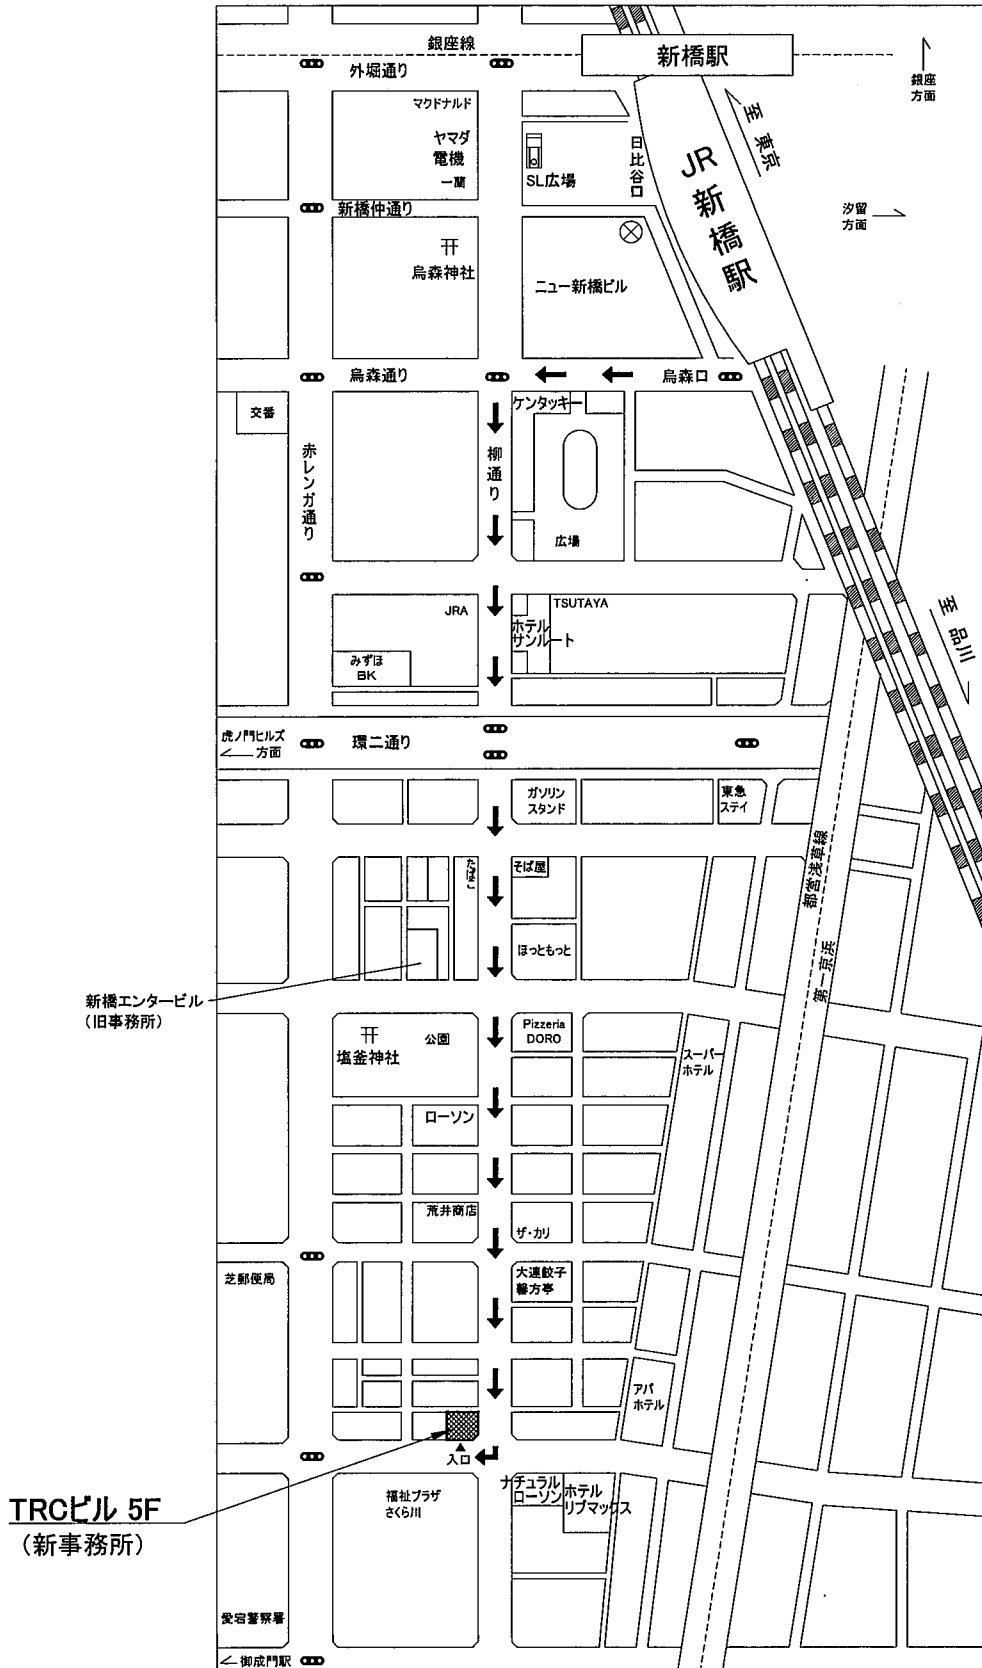 銀座線
新橋駅
外堀通り
銀座
方面
マクドナルド
ヤマダ
電機
一蘭
SL広場
日比谷口
至 東京
JR新橋駅
汐留
方面
新橋仲通り
烏森神社
ニュー新橋ビル
烏森通り
烏森口
交番
ケンタッキー
赤レンガ通り
柳通り
広場
JRA
TSUTAYA
ホテル
サンルート
みずほ
BK
至 品川
虎ノ門ヒルズ
方面
環二通り
ガソリン
スタンド
東急
ステイ
たばこ
そば屋
都営浅草線
ほっともっと
第一京浜
新橋エンタービル
(旧事務所)
塩釜神社
公園
Pizzeria
DORO
スーパー
ホテル
ローソン
荒井商店
ザ・カリ
芝郵便局
大連餃子
馨方亭
アパ
ホテル
入口
TRCビル 5F
(新事務所)
福祉プラザ
さくら川
ナチュラル
ローソン
ホテル
リブマックス
愛宕警察署
御成門駅